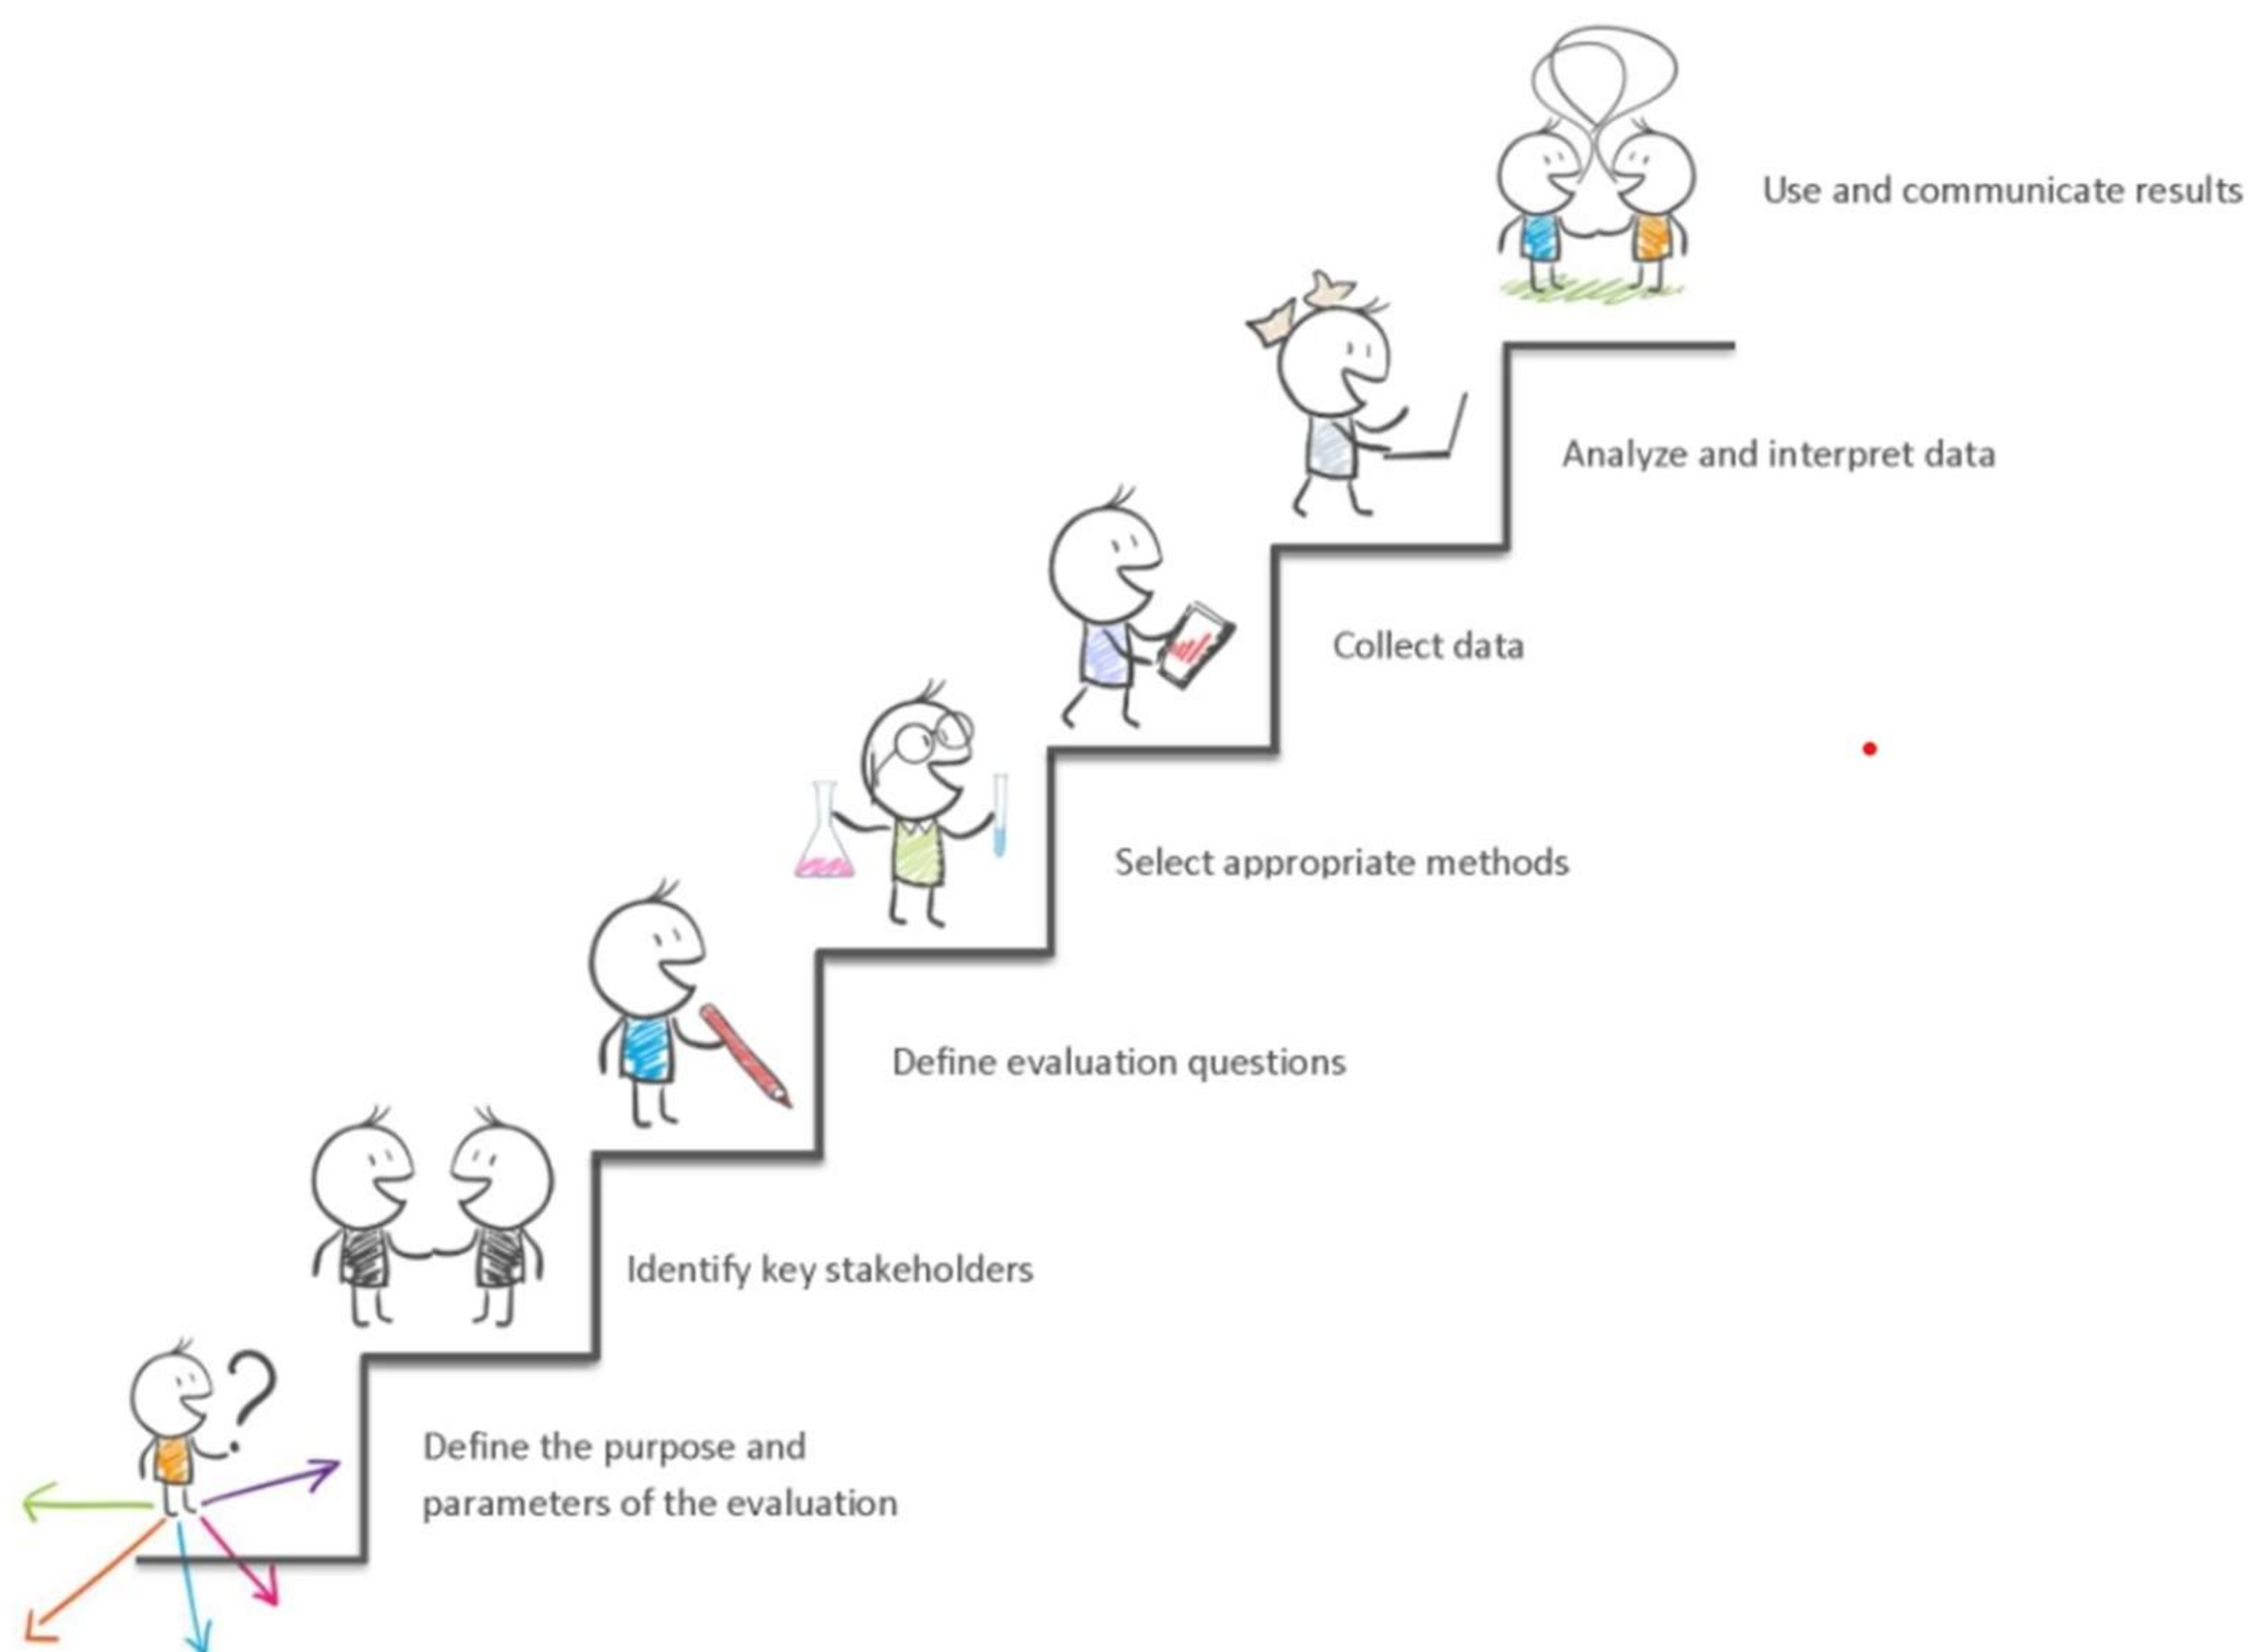 Use and communicate results
Analyze and interpret data
Collect data
Select appropriate methods
Define evaluation questions
Identify key stakeholders
?
Define the purpose and
parameters of the evaluation